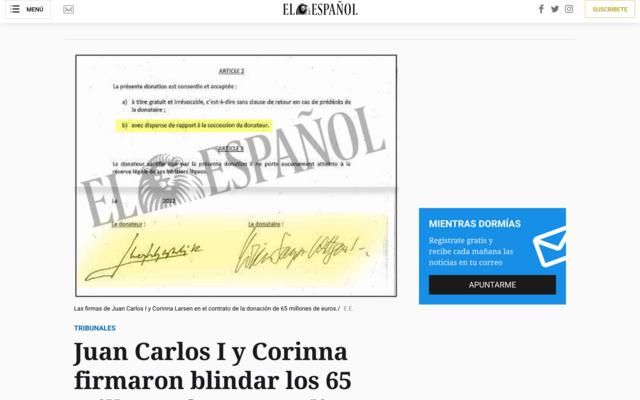 MENÚ
EL ESPAÑOL
SUSCRÍBETE
ARTICLE 2
La présente donation est consentie et acceptée :
a) à titre gratuit et irrévocable, c'est-à-dire sans clause de retour en cas de prédécès de
la donataire ;
b) avec dispense de rapport à la succession du donateur.
EL ESPAÑOL
ARTICLE 3
Le donateur certifie que par la présente donation il ne porte aucunement atteinte à la
réserve légale de ses héritiers légaux.
Le 2012
Le donateur : La donataire :
Las firmas de Juan Carlos I y Corinna Larsen en el contrato de la donación de 65 millones de euros./ E.E.
MIENTRAS DORMÍAS
Regístrate gratis y
recibe cada mañana las
noticias en tu correo
APUNTARME
TRIBUNALES
Juan Carlos I y Corinna
firmaron blindar los 65